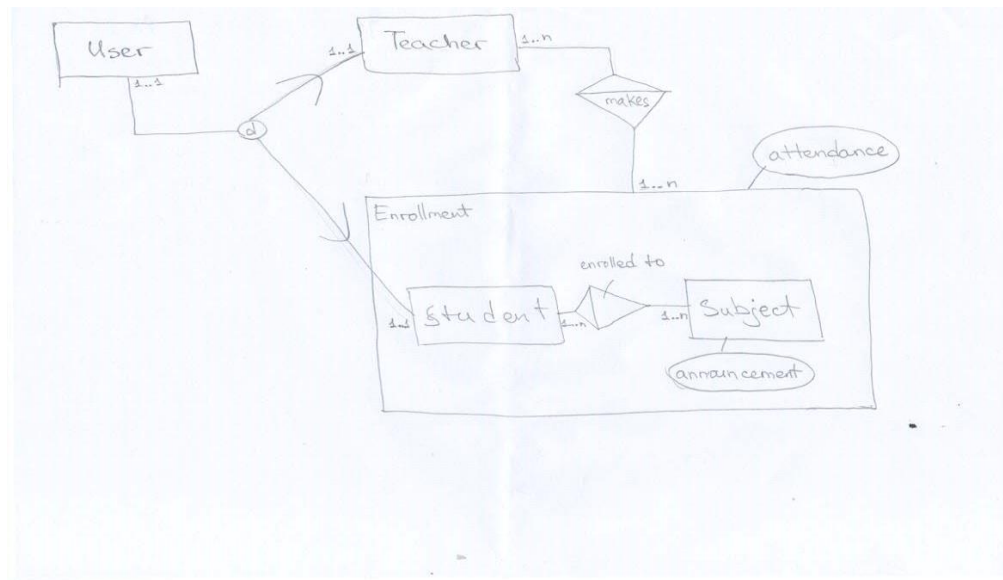 User
1..1
d
1..1
Teacher
1..n
makes
1...n
attendance
Enrollment
enrolled to
1..1
Student
1...n
1...n
Subject
announcement